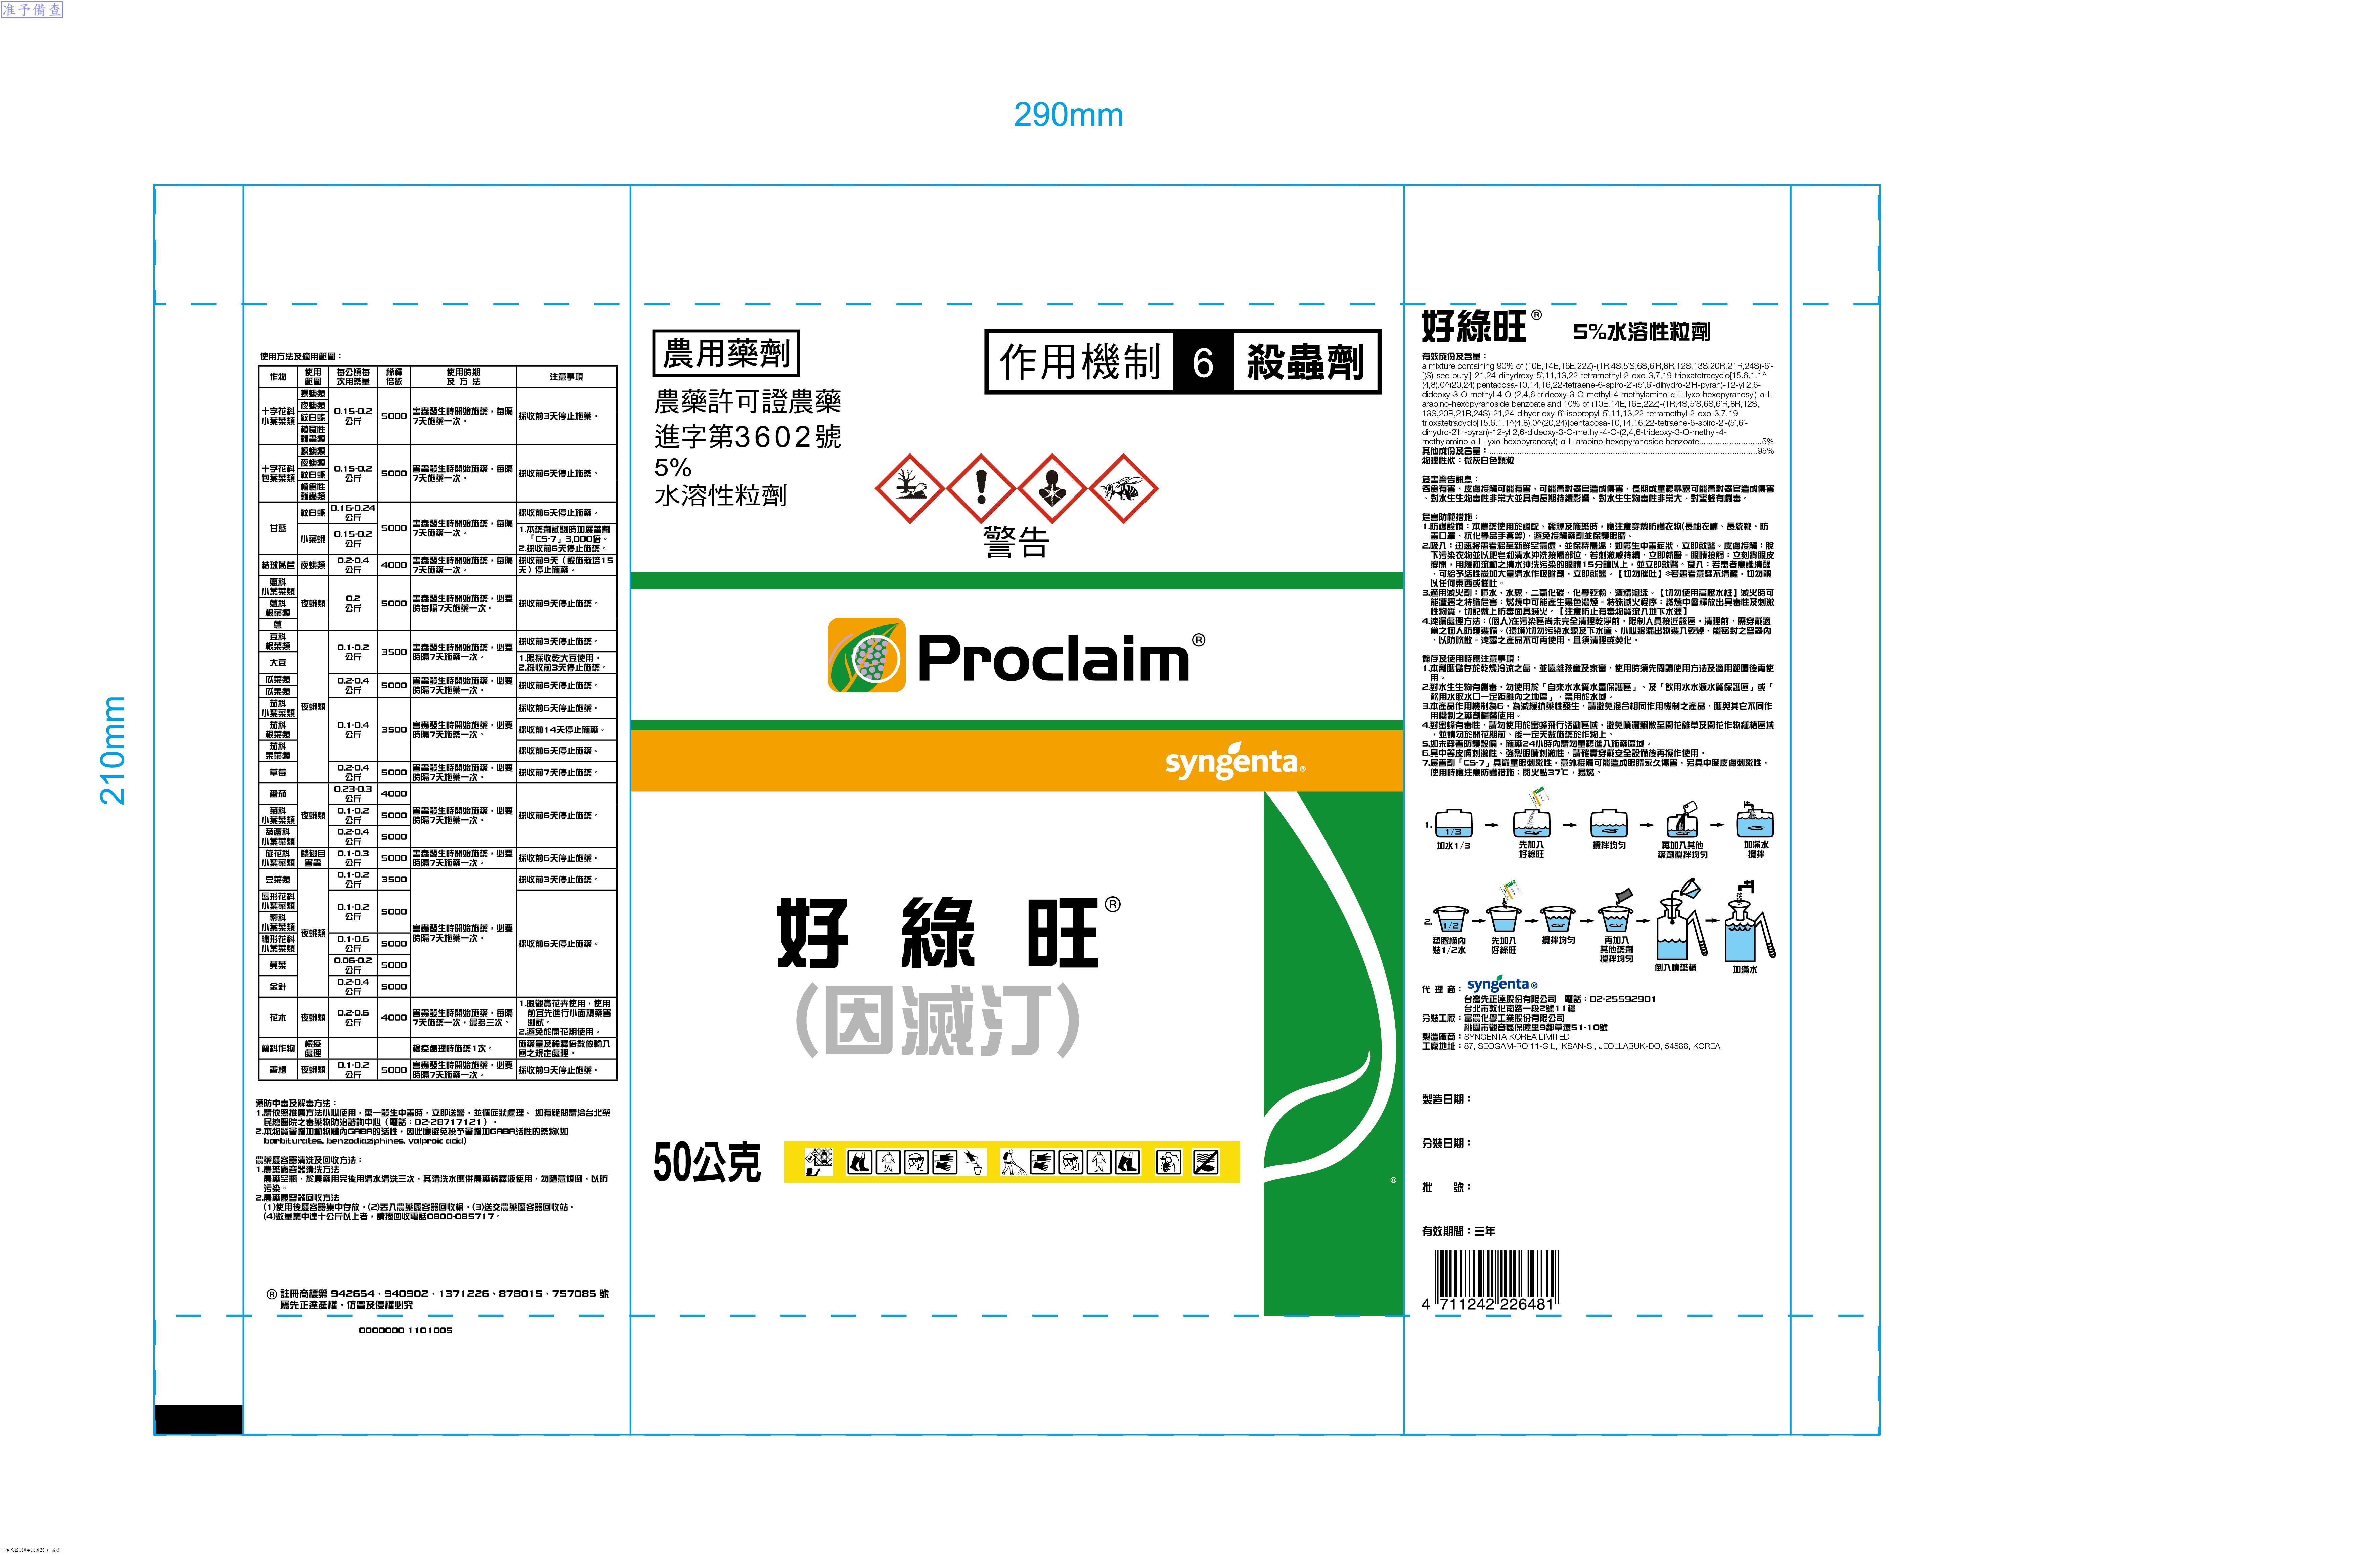 准予備查
290mm
210mm
使用方法及適用範圍：
作物 使用範圍 每公頃每次用藥量 稀釋倍數 使用時期及方法 注意事項
十字花科小葉菜類 螟蛾類 夜蛾類 紋白蝶 植食性瓢蟲類 0.15-0.2公斤 5000 害蟲發生時開始施藥，每隔7天施藥一次。 採收前3天停止施藥。
十字花科包葉菜類 螟蛾類 夜蛾類 紋白蝶 植食性瓢蟲類 0.15-0.2公斤 5000 害蟲發生時開始施藥，每隔7天施藥一次。 採收前6天停止施藥。
甘藍 紋白蝶 0.16-0.24公斤 5000 害蟲發生時開始施藥，每隔7天施藥一次。 採收前6天停止施藥。
小菜蛾 0.15-0.2公斤 1.本藥劑試驗時加展著劑「CS-7」3,000倍。 2.採收前6天停止施藥。
結球萵苣 夜蛾類 0.2-0.4公斤 4000 害蟲發生時開始施藥，每隔7天施藥一次。 採收前9天（設施栽培15天）停止施藥。
蔥科小葉菜類 蔥科根菜類 蔥 夜蛾類 0.2公斤 5000 害蟲發生時開始施藥，必要時每隔7天施藥一次。 採收前9天停止施藥。
豆科根菜類 夜蛾類 0.1-0.2公斤 3500 害蟲發生時開始施藥，必要時隔7天施藥一次。 採收前3天停止施藥。
大豆 1.限採收乾大豆使用。 2.採收前3天停止施藥。
瓜菜類 瓜果類 0.2-0.4公斤 5000 害蟲發生時開始施藥，必要時隔7天施藥一次。 採收前6天停止施藥。
茄科小葉菜類 0.1-0.4公斤 3500 害蟲發生時開始施藥，必要時隔7天施藥一次。 採收前6天停止施藥。
茄科根菜類 採收前14天停止施藥。
茄科果菜類 採收前6天停止施藥。
草莓 0.2-0.4公斤 5000 害蟲發生時開始施藥，必要時隔7天施藥一次。 採收前7天停止施藥。
番茄 夜蛾類 0.23-0.3公斤 4000 害蟲發生時開始施藥，必要時隔7天施藥一次。 採收前6天停止施藥。
菊科小葉菜類 0.1-0.2公斤 5000
葫蘆科小葉菜類 0.2-0.4公斤 5000
旋花科小葉菜類 鱗翅目害蟲 0.1-0.3公斤 5000 害蟲發生時開始施藥，必要時隔7天施藥一次。 採收前6天停止施藥。
豆菜類 夜蛾類 0.1-0.2公斤 3500 害蟲發生時開始施藥，必要時隔7天施藥一次。 採收前3天停止施藥。
唇形花科小葉菜類 莧科小葉菜類 0.1-0.2公斤 5000 採收前6天停止施藥。
繖形花科小葉菜類 0.1-0.6公斤 5000
莧菜 0.06-0.2公斤 5000
金針 0.2-0.4公斤 5000
花木 夜蛾類 0.2-0.6公斤 4000 害蟲發生時開始施藥，每隔7天施藥一次，最多三次。 1.限觀賞花卉使用，使用前宜先進行小面積藥害測試。 2.避免於開花期使用。
蘭科作物 檢疫處理 檢疫處理時施藥1次。 施藥量及稀釋倍數依輸入國之規定處理。
香椿 夜蛾類 0.1-0.2公斤 5000 害蟲發生時開始施藥，必要時隔7天施藥一次。 採收前9天停止施藥。
預防中毒及解毒方法：
1.請依照推薦方法小心使用，萬一發生中毒時，立即送醫，並循症狀處理。 如有疑問請洽台北榮
民總醫院之毒藥物防治諮詢中心（電話：02-28717121）。
2.本物質會增加動物體內GABA的活性，因此應避免投予會增加GABA活性的藥物(如
barbiturates, benzodiaziphines, valproic acid)
農藥廢容器清洗及回收方法：
1.農藥廢容器清洗方法
農藥空瓶，於農藥用完後用清水清洗三次，其清洗水應併農藥稀釋液使用，勿隨意傾倒，以防
污染。
2.農藥廢容器回收方法
(1)使用後廢容器集中存放。(2)丟入農藥廢容器回收桶。(3)送交農藥廢容器回收站。
(4)數量集中達十公斤以上者，請撥回收電話0800-085717。
® 註冊商標第 942654、940902、1371226、878015、757085 號
屬先正達產權，仿冒及侵權必究
0000000 1101005
農用藥劑
農藥許可證農藥
進字第3602號
5%
水溶性粒劑
作用機制 6 殺蟲劑
警告
Proclaim®
syngenta®
好綠旺®
(因滅汀)
50公克
®
好綠旺® 5%水溶性粒劑
有效成份及含量：
a mixture containing 90% of (10E,14E,16E,22Z)-(1R,4S,5'S,6S,6'R,8R,12S,13S,20R,21R,24S)-6'-
[(S)-sec-butyl]-21,24-dihydroxy-5',11,13,22-tetramethyl-2-oxo-3,7,19-trioxatetracyclo[15.6.1.1^
(4,8).0^(20,24)]pentacosa-10,14,16,22-tetraene-6-spiro-2'-(5',6'-dihydro-2'H-pyran)-12-yl 2,6-
dideoxy-3-O-methyl-4-O-(2,4,6-trideoxy-3-O-methyl-4-methylamino-α-L-lyxo-hexopyranosyl)-α-L-
arabino-hexopyranoside benzoate and 10% of (10E,14E,16E,22Z)-(1R,4S,5'S,6S,6'R,8R,12S,
13S,20R,21R,24S)-21,24-dihydr oxy-6'-isopropyl-5',11,13,22-tetramethyl-2-oxo-3,7,19-
trioxatetracyclo[15.6.1.1^(4,8).0^(20,24)]pentacosa-10,14,16,22-tetraene-6-spiro-2'-(5',6'-
dihydro-2'H-pyran)-12-yl 2,6-dideoxy-3-O-methyl-4-O-(2,4,6-trideoxy-3-O-methyl-4-
methylamino-α-L-lyxo-hexopyranosyl)-α-L-arabino-hexopyranoside benzoate...........................5%
其他成份及含量：..........................................................................................................95%
物理性狀：微灰白色顆粒
危害警告訊息：
吞食有害、皮膚接觸可能有害、可能會對器官造成傷害、長期或重複暴露可能會對器官造成傷害
、對水生生物毒性非常大並具有長期持續影響、對水生生物毒性非常大、對蜜蜂有劇毒。
危害防範措施：
1.防護設備：本農藥使用於調配、稀釋及施藥時，應注意穿戴防護衣物(長袖衣褲、長統靴、防
毒口罩、抗化學品手套等)，避免接觸藥劑並保護眼睛。
2.吸入：迅速將患者移至新鮮空氣處，並保持體溫；如發生中毒症狀，立即就醫。皮膚接觸：脫
下污染衣物並以肥皂和清水沖洗接觸部位，若刺激感持續，立即就醫。眼睛接觸：立刻將眼皮
撐開，用緩和流動之清水沖洗污染的眼睛15分鐘以上，並立即就醫。食入：若患者意識清醒
，可給予活性炭加大量清水作吸附劑，立即就醫。【切勿催吐】*若患者意識不清醒，切勿餵
以任何東西或催吐。
3.適用滅火劑：噴水、水霧、二氧化碳、化學乾粉、酒精泡沫。【切勿使用高壓水柱】滅火時可
能遭遇之特殊危害：燃燒中可能產生黑色濃煙。特殊滅火程序：燃燒中會釋放出具毒性及刺激
性物質，切記戴上防毒面具滅火。【注意防止有毒物質流入地下水源】
4.洩漏處理方法：(個人)在污染區尚未完全清理乾淨前，限制人員接近該區。清理前，需穿戴適
當之個人防護裝備。(環境)切勿污染水源及下水道。小心將漏出物裝入乾燥、能密封之容器內
，以防吹散。洩露之產品不可再使用，且須清理或焚化。
儲存及使用時應注意事項：
1.本劑應儲存於乾燥冷涼之處，並遠離孩童及家畜，使用時須先閱讀使用方法及適用範圍後再使
用。
2.對水生生物有劇毒，勿使用於「自來水水質水量保護區」、及「飲用水水源水質保護區」或「
飲用水取水口一定距離內之地區」，禁用於水域。
3.本產品作用機制為6，為減緩抗藥性發生，請避免混合相同作用機制之產品，應與其它不同作
用機制之藥劑輪替使用。
4.對蜜蜂有毒性，請勿使用於蜜蜂飛行活動區域，避免噴灑飄散至開花雜草及開花作物種植區域
，並請勿於開花期前、後一定天數施藥於作物上。
5.如未穿著防護設備，施藥24小時內請勿重複進入施藥區域。
6.具中等皮膚刺激性、強烈眼睛刺激性，請確實穿戴安全設備後再操作使用。
7.展著劑「CS-7」具嚴重眼刺激性，意外接觸可能造成眼睛永久傷害，另具中度皮膚刺激性，
使用時應注意防護措施；閃火點37℃，易燃。
1. 1/3
加水1/3 先加入好綠旺 攪拌均勻 再加入其他藥劑攪拌均勻 加滿水攪拌
2. 1/2
塑膠桶內裝1/2水 先加入好綠旺 攪拌均勻 再加入其他藥劑攪拌均勻 倒入噴藥桶 加滿水
代理商：syngenta®
台灣先正達股份有限公司 電話：02-25592901
台北市敦化南路一段2號11樓
分裝工廠：富農化學工業股份有限公司
桃園市觀音區保障里9鄰草漯51-10號
製造廠商：SYNGENTA KOREA LIMITED
工廠地址：87, SEOGAM-RO 11-GIL, IKSAN-SI, JEOLLABUK-DO, 54588, KOREA
製造日期：
分裝日期：
批 號：
有效期間：三年
4 711242 226481